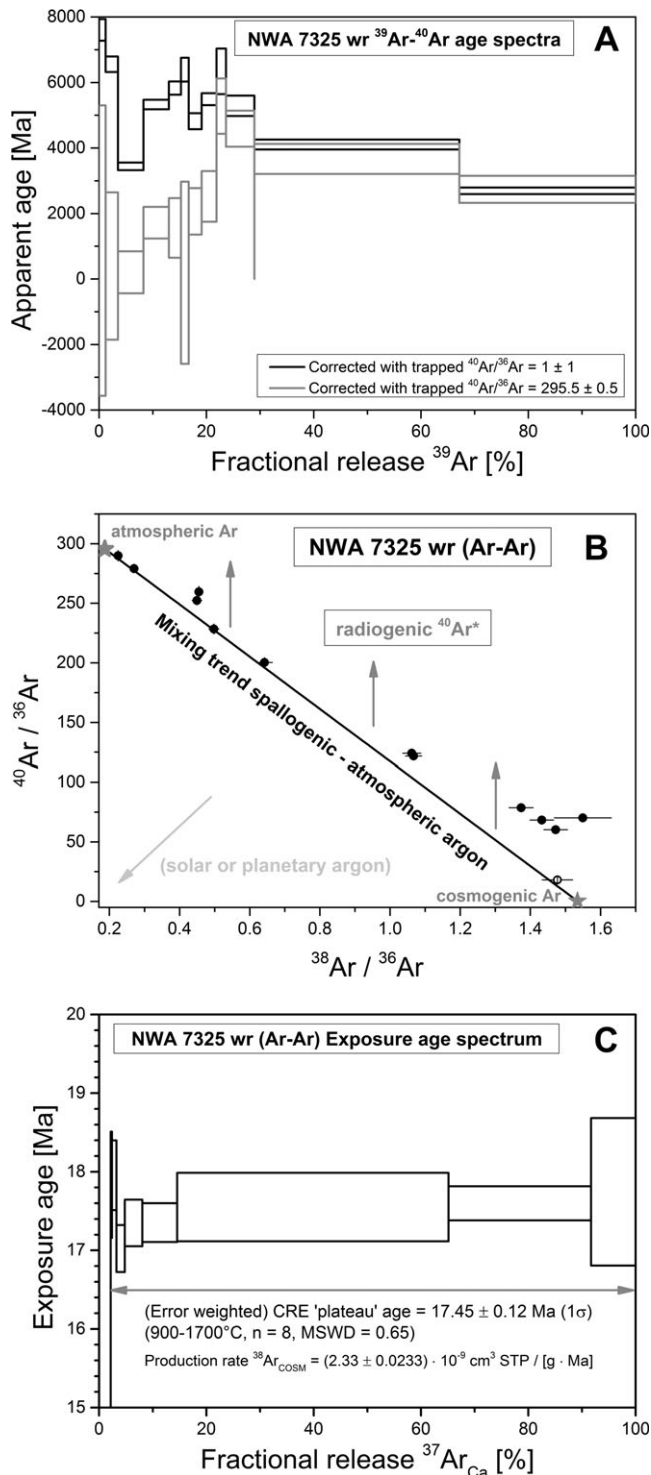 NWA 7325 wr ³⁹Ar-⁴⁰Ar age spectra
A
8000
6000
4000
2000
0
-2000
-4000
Apparent age [Ma]
Corrected with trapped ⁴⁰Ar/³⁶Ar = 1 ± 1
Corrected with trapped ⁴⁰Ar/³⁶Ar = 295.5 ± 0.5
0 20 40 60 80 100
Fractional release ³⁹Ar [%]
NWA 7325 wr (Ar-Ar)
B
atmospheric Ar
300
250
200
150
100
50
0
⁴⁰Ar / ³⁶Ar
radiogenic ⁴⁰Ar*
Mixing trend spallogenic - atmospheric argon
(solar or planetary argon)
cosmogenic Ar
0.2 0.4 0.6 0.8 1.0 1.2 1.4 1.6
³⁸Ar / ³⁶Ar
NWA 7325 wr (Ar-Ar) Exposure age spectrum
C
20
19
18
17
16
15
Exposure age [Ma]
(Error weighted) CRE 'plateau' age = 17.45 ± 0.12 Ma (1σ)
(900-1700°C, n = 8, MSWD = 0.65)
Production rate ³⁸Ar_COSM = (2.33 ± 0.0233) · 10⁻⁹ cm³ STP / [g · Ma]
0 20 40 60 80 100
Fractional release ³⁷Ar_Ca [%]